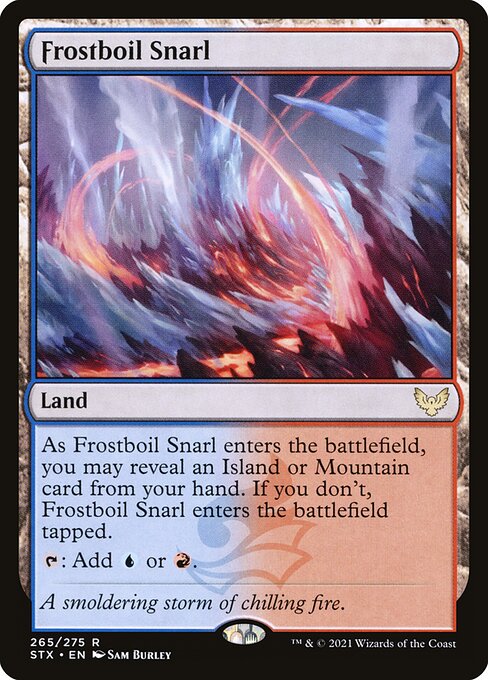 Frostboil Snarl
Land
As Frostboil Snarl enters the battlefield,
you may reveal an Island or Mountain
card from your hand. If you don't,
Frostboil Snarl enters the battlefield
tapped.
: Add or .
A smoldering storm of chilling fire.
265/275 R
STX • EN Sam Burley
™ & © 2021 Wizards of the Coast